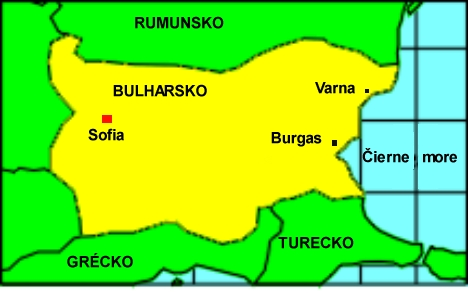 RUMUNSKO
BULHARSKO
Varna
Sofia
Burgas
Čierne more
TURECKO
GRÉCKO